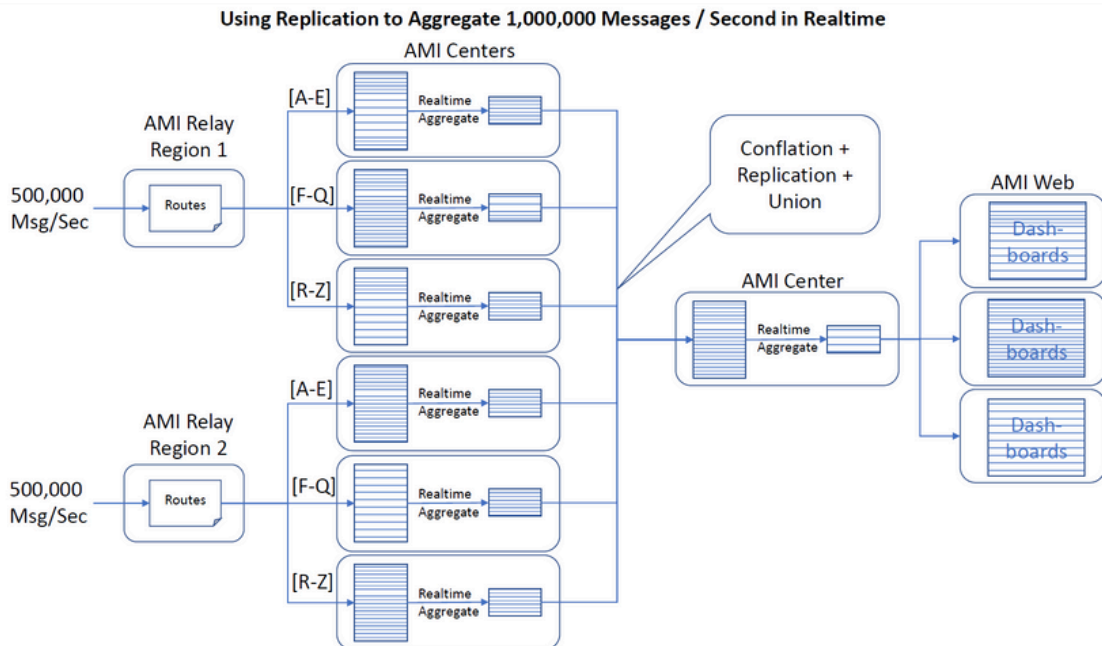 Using Replication to Aggregate 1,000,000 Messages / Second in Realtime
AMI Centers
[A-E]
Realtime
Aggregate
AMI Relay
Region 1
500,000
Msg/Sec
Routes
[F-Q]
Realtime
Aggregate
[R-Z]
Realtime
Aggregate
Conflation +
Replication +
Union
AMI Center
Realtime
Aggregate
AMI Web
Dash-
boards
Dash-
boards
Dash-
boards
[A-E]
Realtime
Aggregate
AMI Relay
Region 2
500,000
Msg/Sec
Routes
[F-Q]
Realtime
Aggregate
[R-Z]
Realtime
Aggregate